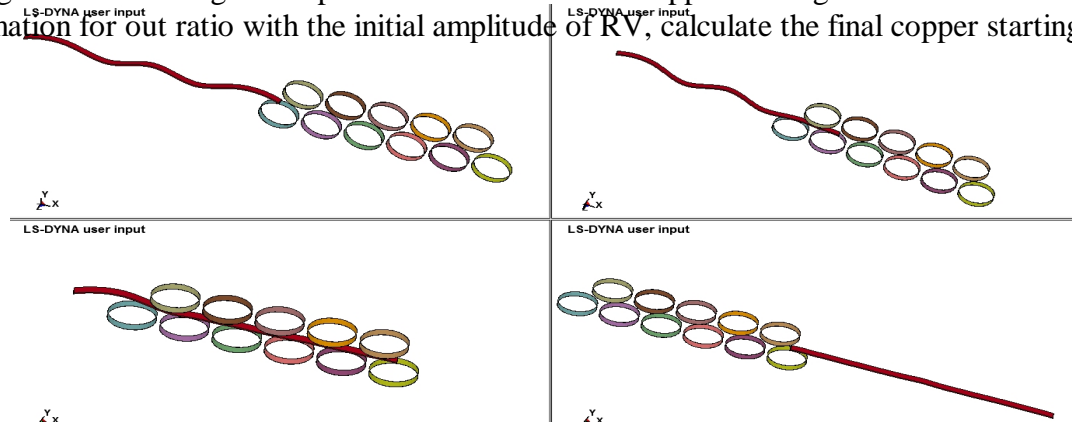 LS-DYNA user input
LS-DYNA user input
for out ratio with the initial amplitude of RV, calculate the final copper starting
Y
X
Y
X
LS-DYNA user input
LS-DYNA user input
Y
X
Y
X